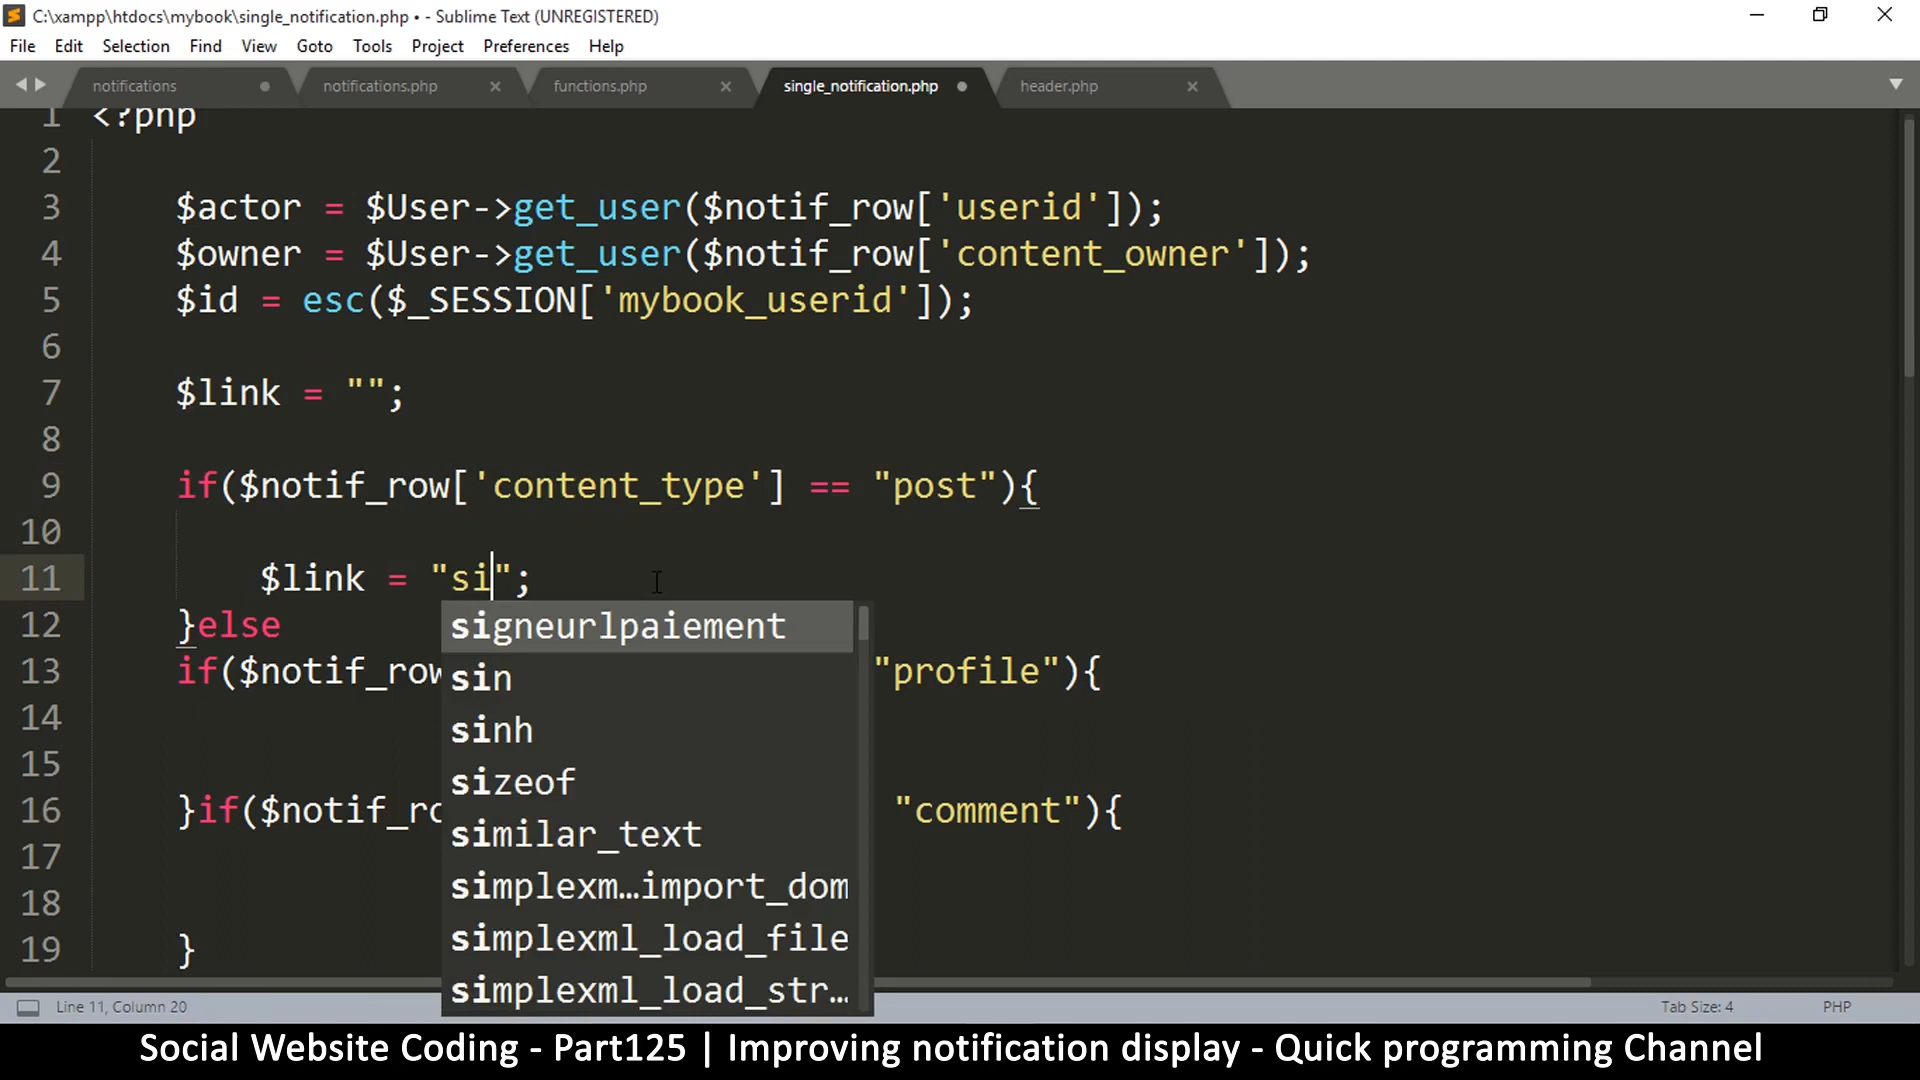 C:\xampp\htdocs\mybook\single_notification.php • - Sublime Text (UNREGISTERED)
File Edit Selection Find View Goto Tools Project Preferences Help
notifications notifications.php functions.php single_notification.php header.php
1 <?php
2
3 $actor = $User->get_user($notif_row['userid']);
4 $owner = $User->get_user($notif_row['content_owner']);
5 $id = esc($_SESSION['mybook_userid']);
6
7 $link = "";
8
9 if($notif_row['content_type'] == "post"){
10
11 $link = "si";
12 }else
13 if($notif_row "profile"){
14
15
16 }if($notif_ro "comment"){
17
18
19 }
signeurlpaiement
sin
sinh
sizeof
similar_text
simplexm…import_dom
simplexml_load_file
simplexml_load_str…
Line 11, Column 20 Tab Size: 4 PHP
Social Website Coding - Part125 | Improving notification display - Quick programming Channel